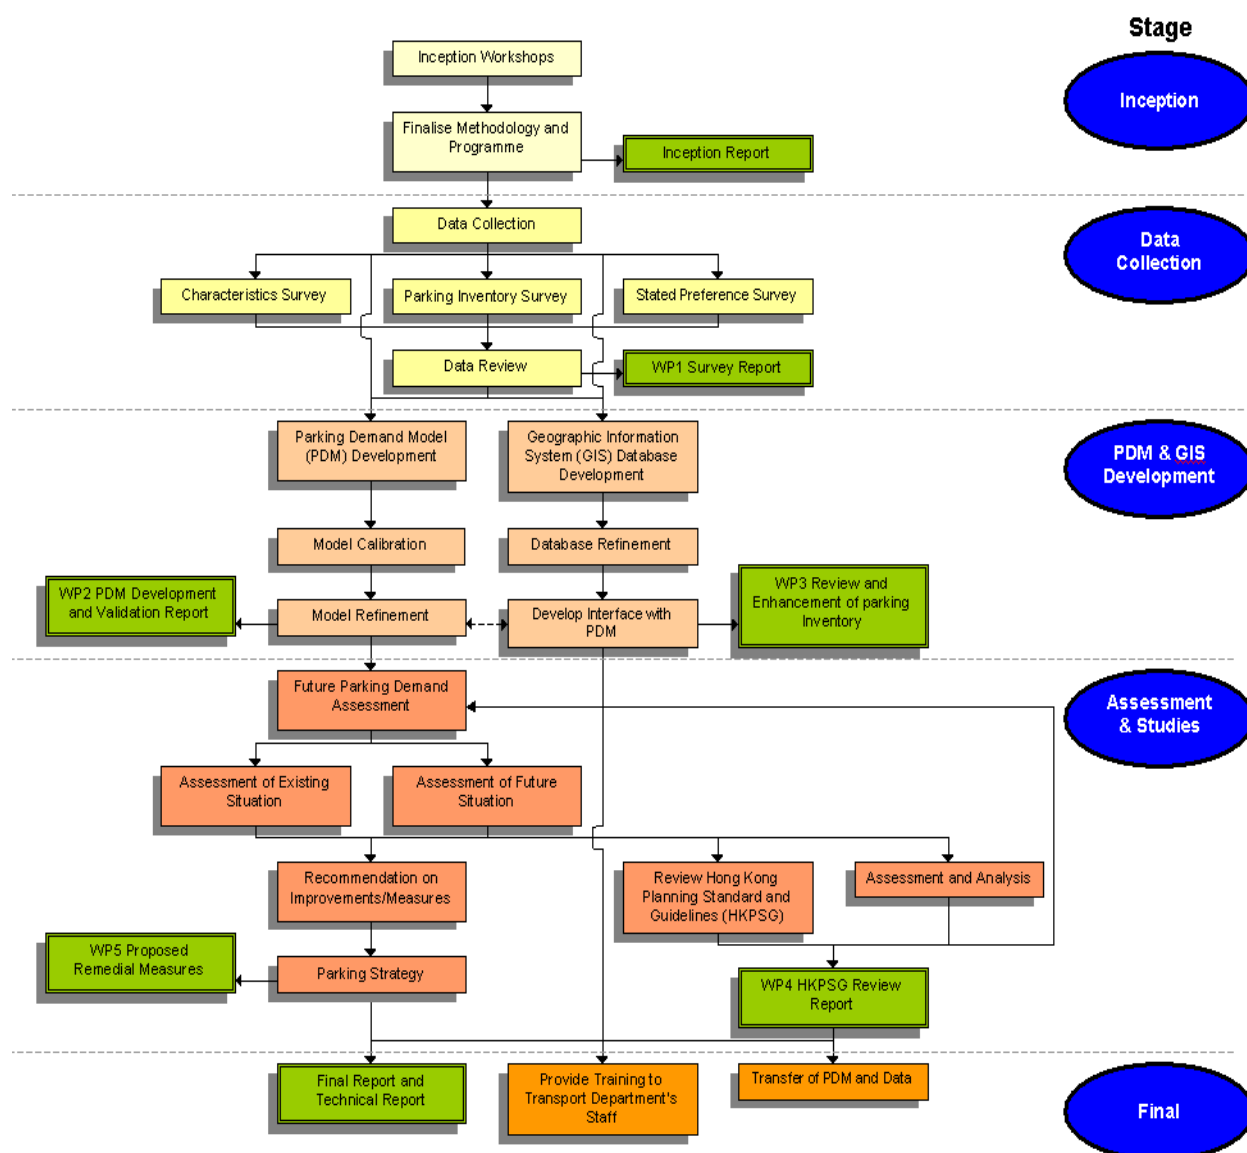 Stage
Inception Workshops
Inception
Finalise Methodology and
Programme
Inception Report
Data Collection
Data
Collection
Characteristics Survey
Parking Inventory Survey
Stated Preference Survey
Data Review
WP1 Survey Report
Parking Demand Model
(PDM) Development
Geographic Information
System (GIS) Database
Development
PDM & GIS
Development
Model Calibration
Database Refinement
WP2 PDM Development
and Validation Report
Model Refinement
Develop Interface with
PDM
WP3 Review and
Enhancement of parking
Inventory
Future Parking Demand
Assessment
Assessment
& Studies
Assessment of Existing
Situation
Assessment of Future
Situation
Recommendation on
Improvements/Measures
Review Hong Kong
Planning Standard and
Guidelines (HKPSG)
Assessment and Analysis
WP5 Proposed
Remedial Measures
Parking Strategy
WP4 HKPSG Review
Report
Final Report and
Technical Report
Provide Training to
Transport Department's
Staff
Transfer of PDM and Data
Final